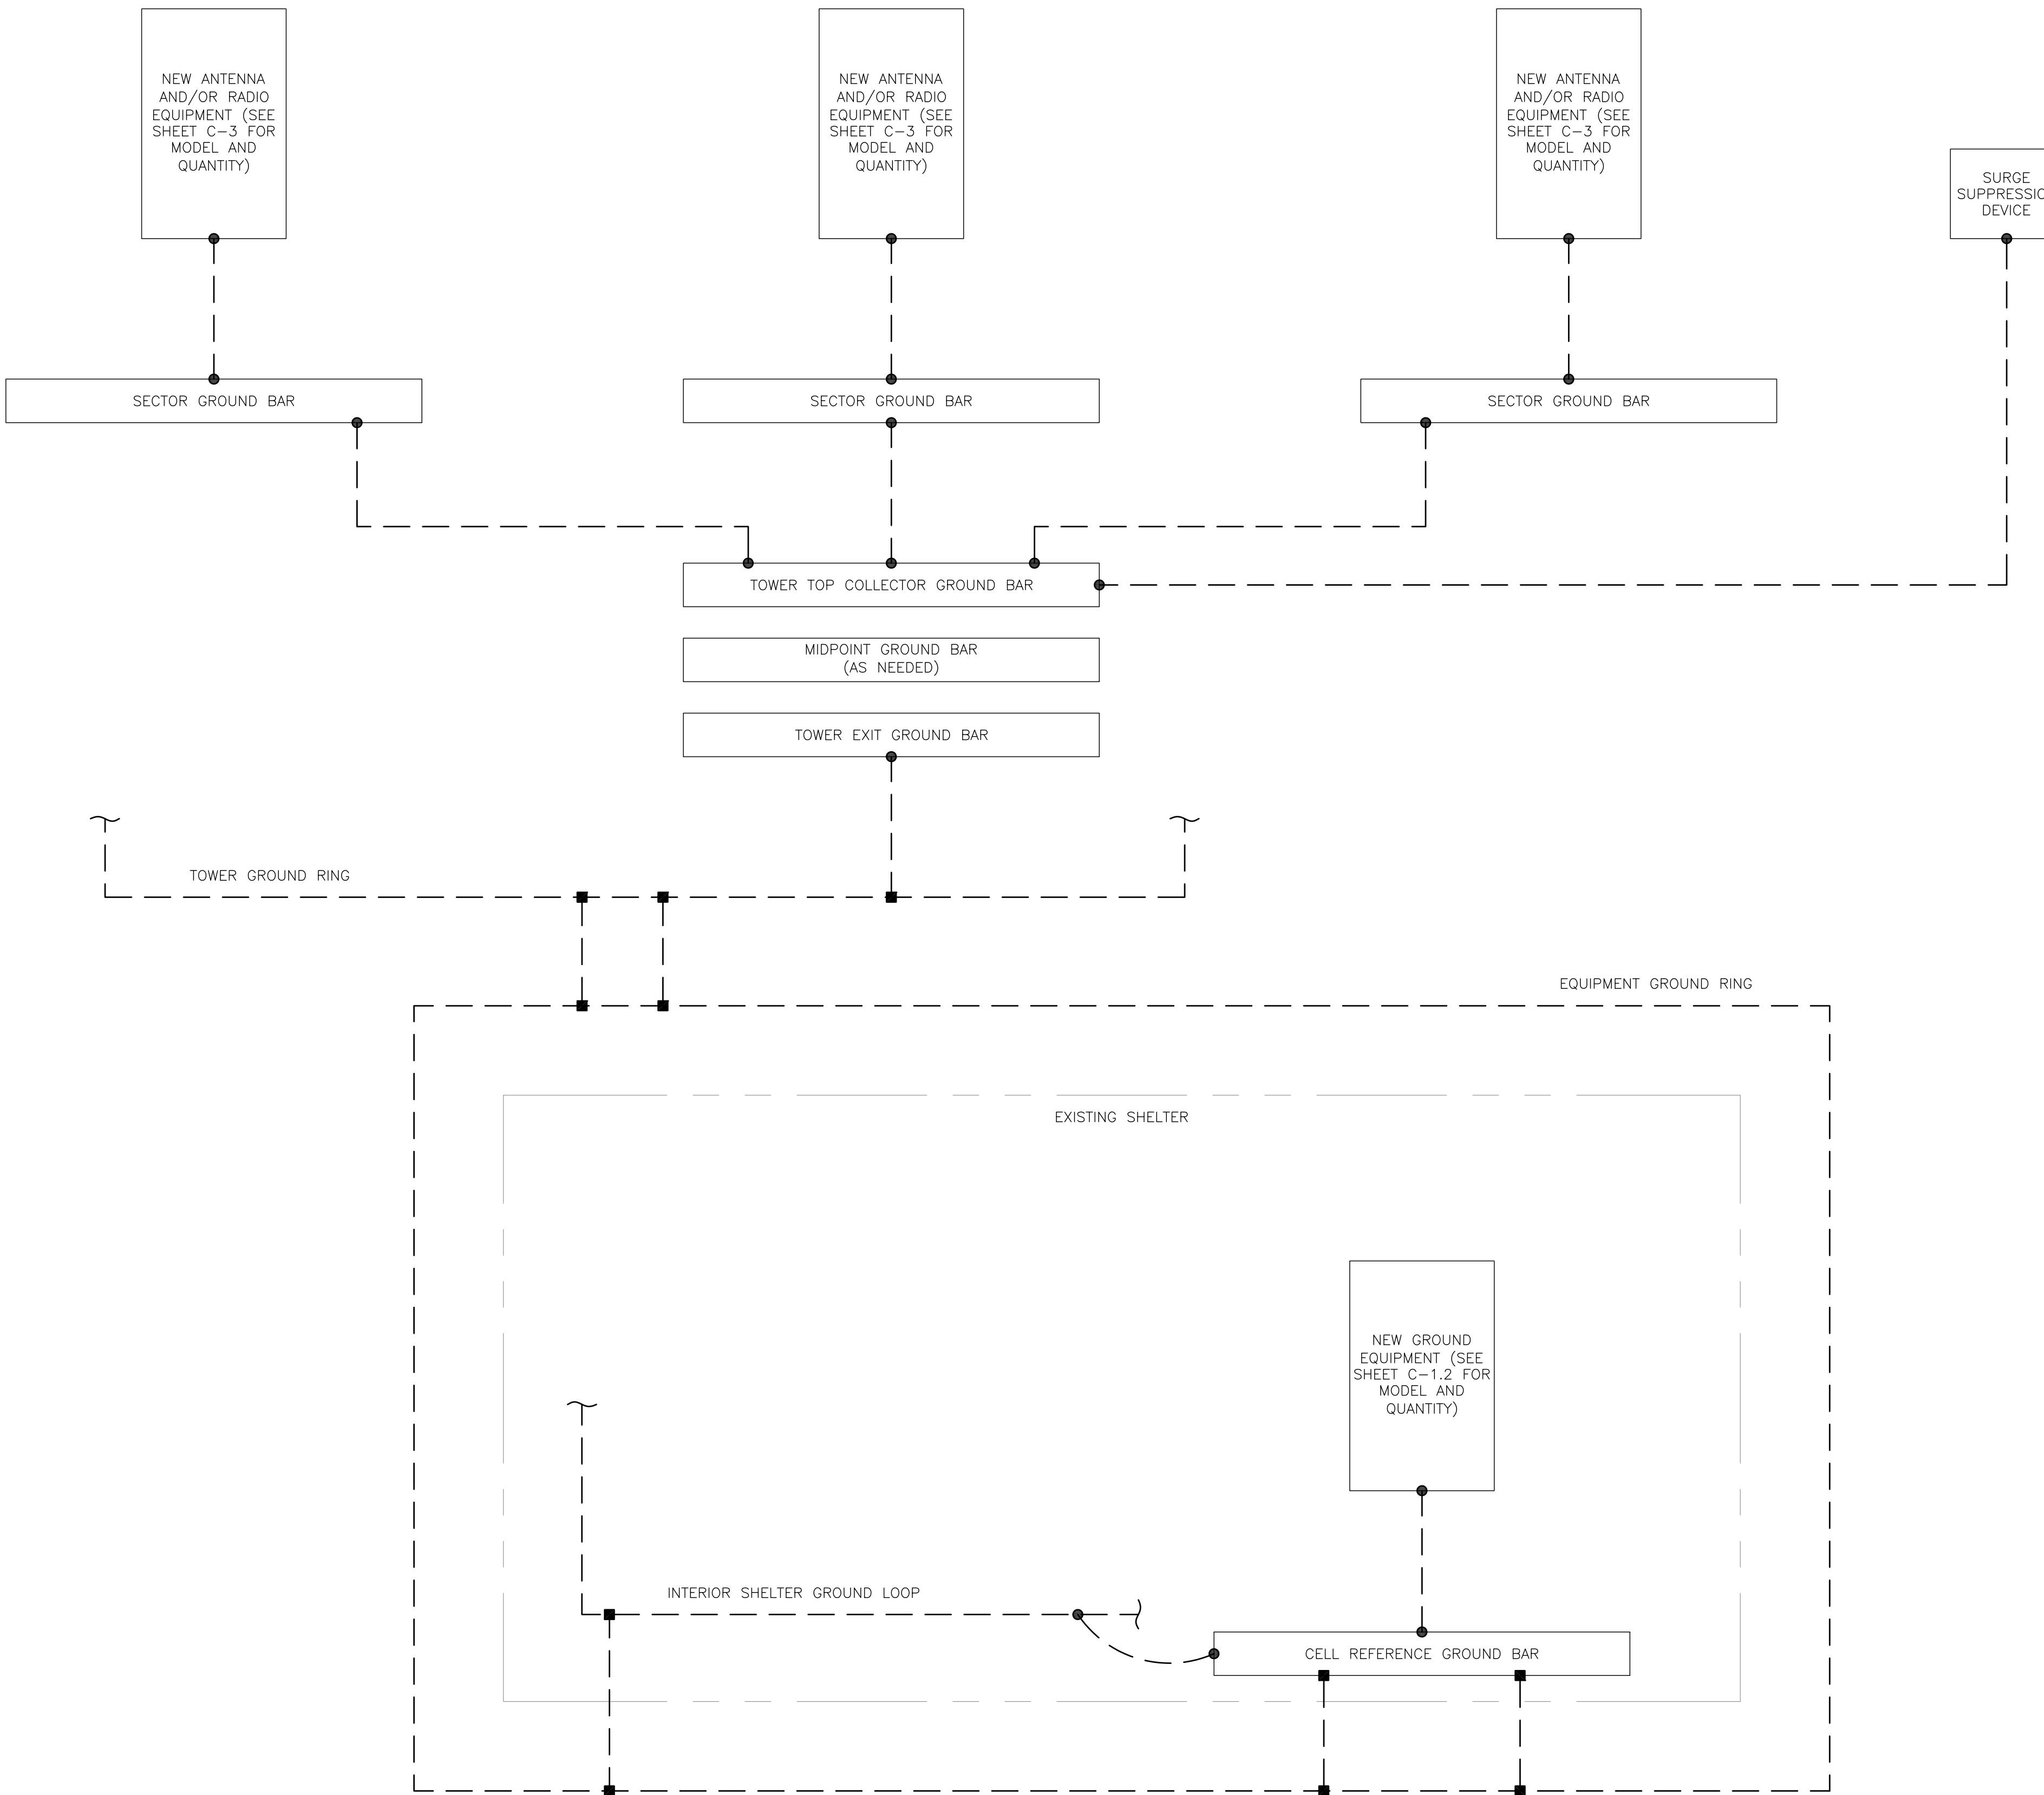 NEW ANTENNA
AND/OR RADIO
EQUIPMENT (SEE
SHEET C-3 FOR
MODEL AND
QUANTITY)
NEW ANTENNA
AND/OR RADIO
EQUIPMENT (SEE
SHEET C-3 FOR
MODEL AND
QUANTITY)
NEW ANTENNA
AND/OR RADIO
EQUIPMENT (SEE
SHEET C-3 FOR
MODEL AND
QUANTITY)
SURGE
SUPPRESSIO
DEVICE
SECTOR GROUND BAR
SECTOR GROUND BAR
SECTOR GROUND BAR
TOWER TOP COLLECTOR GROUND BAR
MIDPOINT GROUND BAR
(AS NEEDED)
TOWER EXIT GROUND BAR
TOWER GROUND RING
EQUIPMENT GROUND RING
EXISTING SHELTER
NEW GROUND
EQUIPMENT (SEE
SHEET C-1.2 FOR
MODEL AND
QUANTITY)
INTERIOR SHELTER GROUND LOOP
CELL REFERENCE GROUND BAR